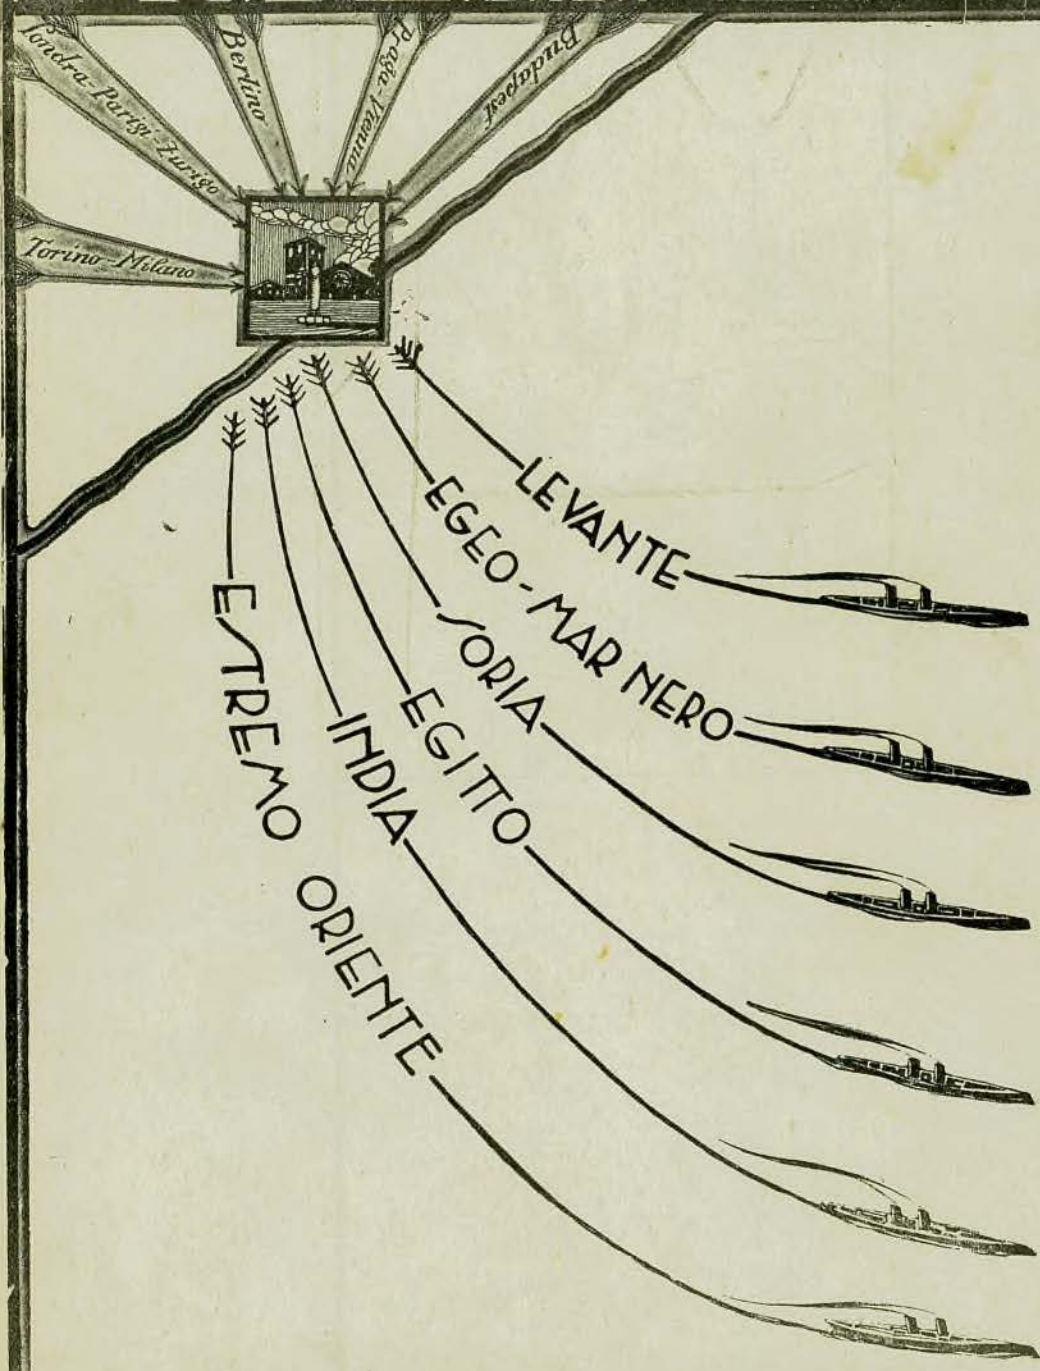 Londra-Parigi-Zurigo
Berlino
Praga-Vienna
Budapest
Torino-Milano
LEVANTE
EGEO-MAR NERO
SORIA
EGITTO
INDIA
ESTREMO ORIENTE